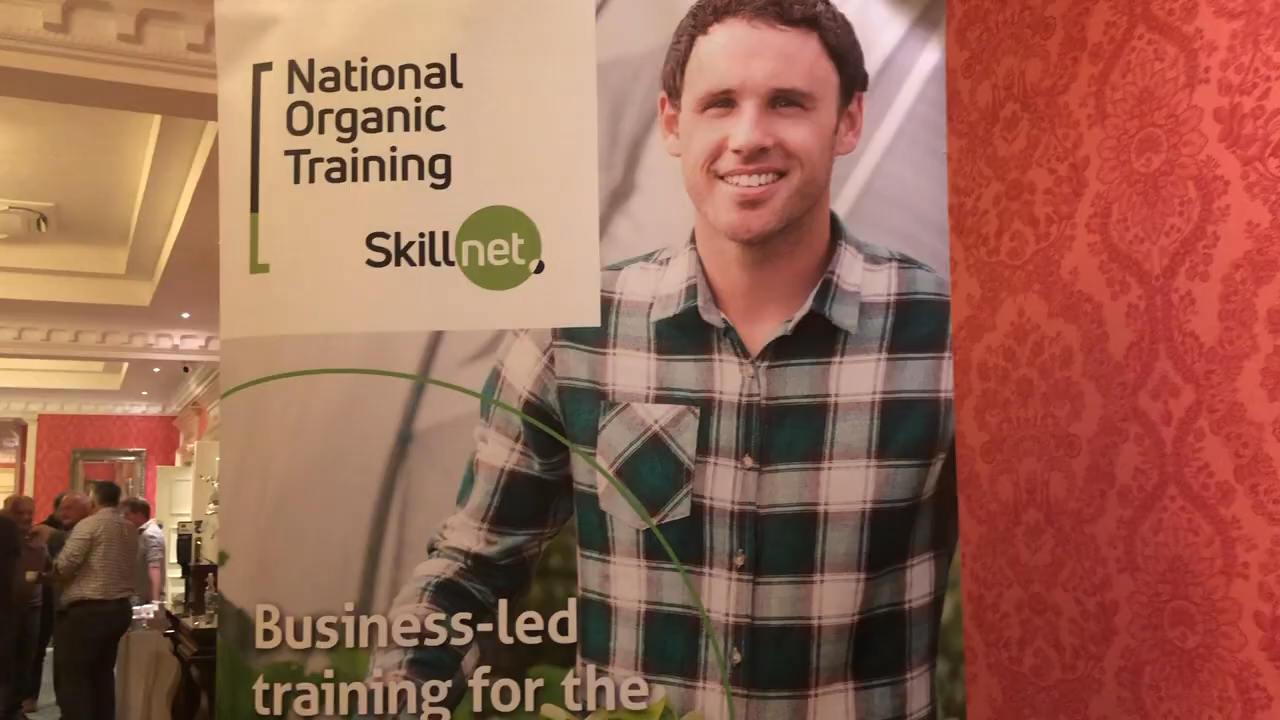 National
Organic
Training
Skillnet
Business-led
training for the